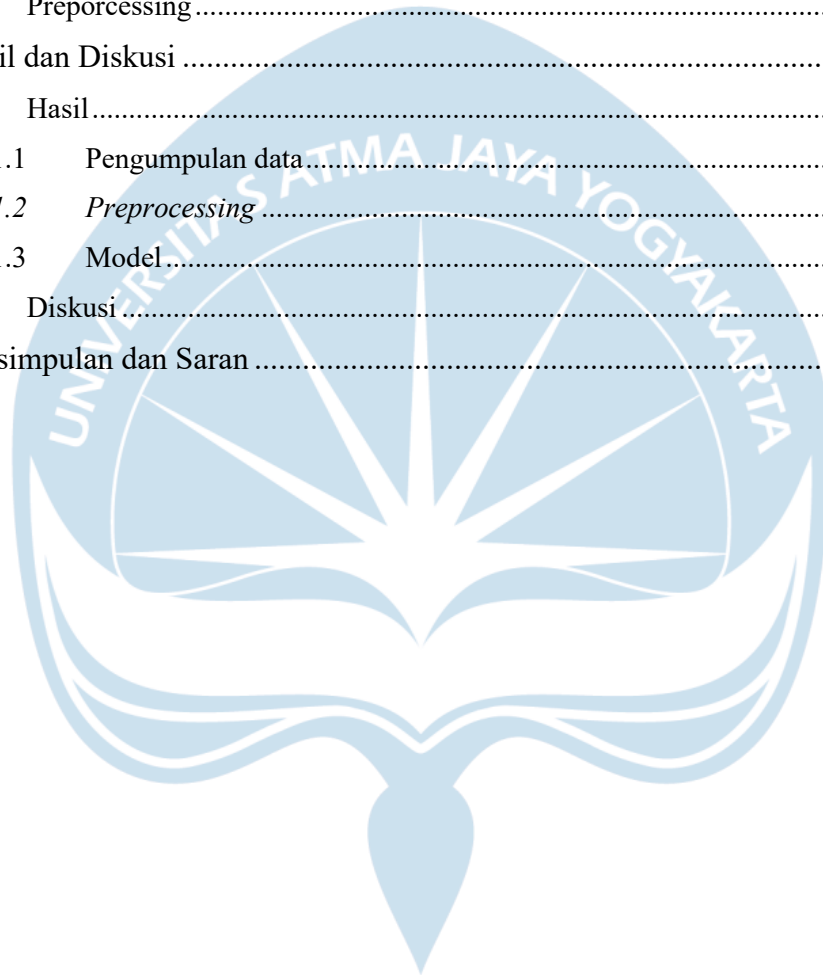 Preporcessing
il dan Diskusi
Hasil
.1 Pengumpulan data
.2 Preprocessing
.3 Model
Diskusi
simpulan dan Saran
UNIVERSITAS ATMA JAYA YOGYAKARTA